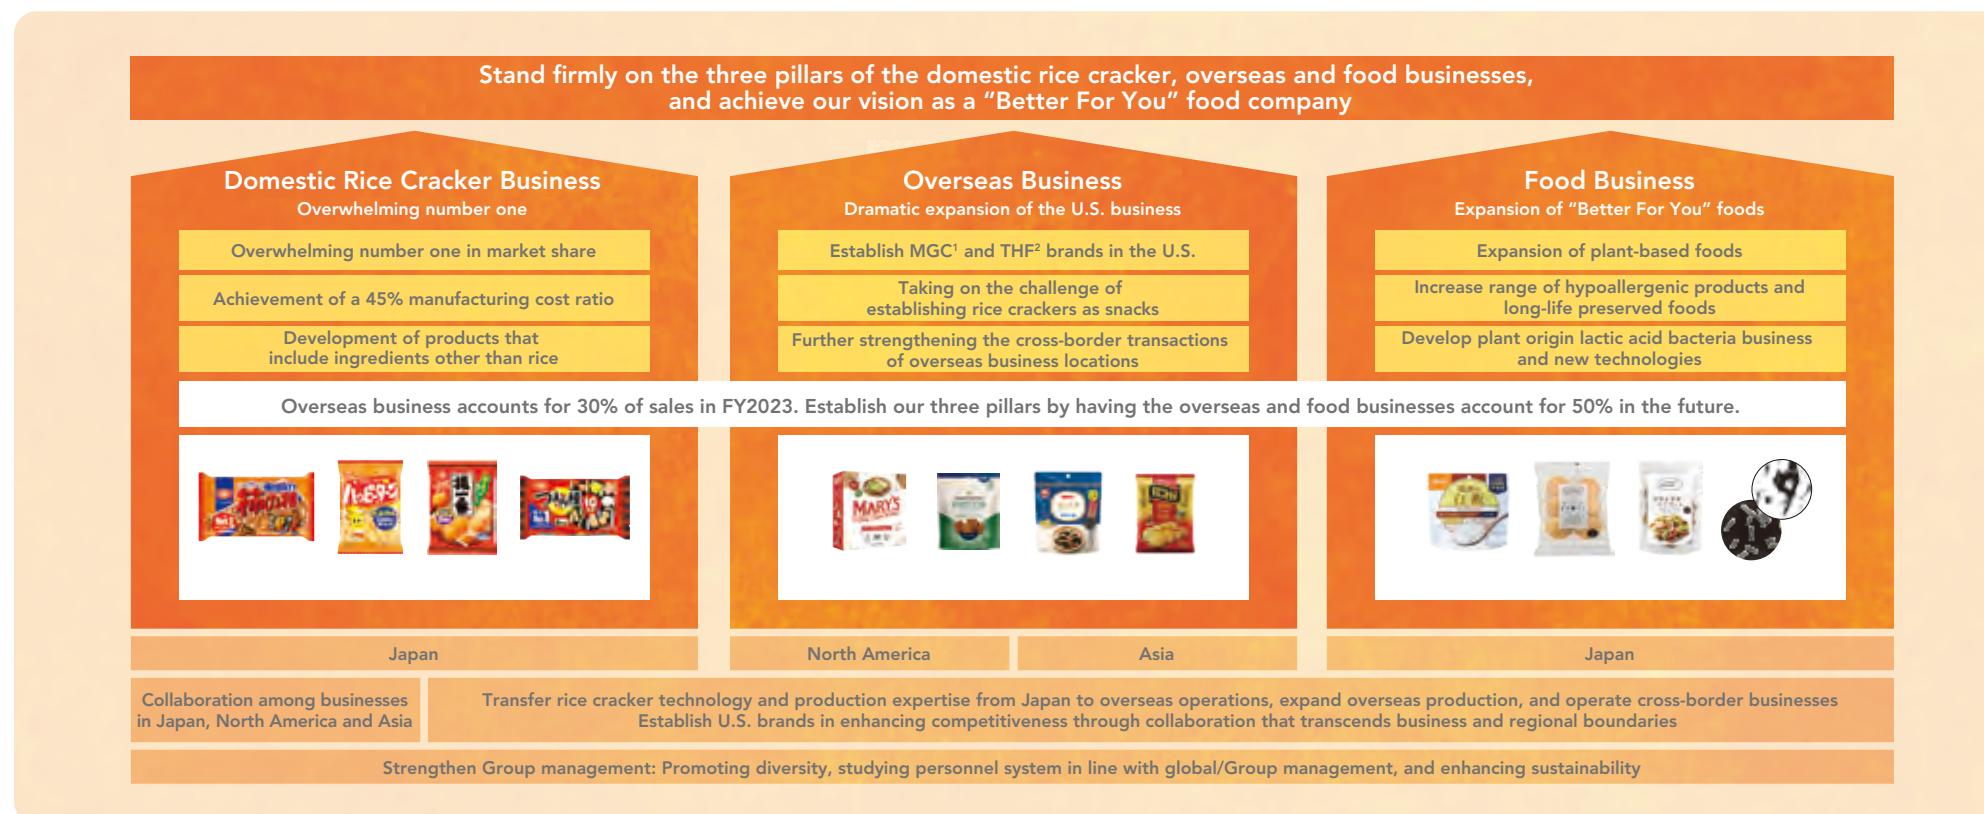 Stand firmly on the three pillars of the domestic rice cracker, overseas and food businesses,
and achieve our vision as a “Better For You” food company
Domestic Rice Cracker Business
Overwhelming number one
Overwhelming number one in market share
Achievement of a 45% manufacturing cost ratio
Development of products that
include ingredients other than rice
Overseas Business
Dramatic expansion of the U.S. business
Establish MGC¹ and THF² brands in the U.S.
Taking on the challenge of
establishing rice crackers as snacks
Further strengthening the cross-border transactions
of overseas business locations
Food Business
Expansion of “Better For You” foods
Expansion of plant-based foods
Increase range of hypoallergenic products and
long-life preserved foods
Develop plant origin lactic acid bacteria business
and new technologies
Overseas business accounts for 30% of sales in FY2023. Establish our three pillars by having the overseas and food businesses account for 50% in the future.
MARY'S
Japan
North America
Asia
Japan
Collaboration among businesses
in Japan, North America and Asia
Transfer rice cracker technology and production expertise from Japan to overseas operations, expand overseas production, and operate cross-border businesses
Establish U.S. brands in enhancing competitiveness through collaboration that transcends business and regional boundaries
Strengthen Group management: Promoting diversity, studying personnel system in line with global/Group management, and enhancing sustainability